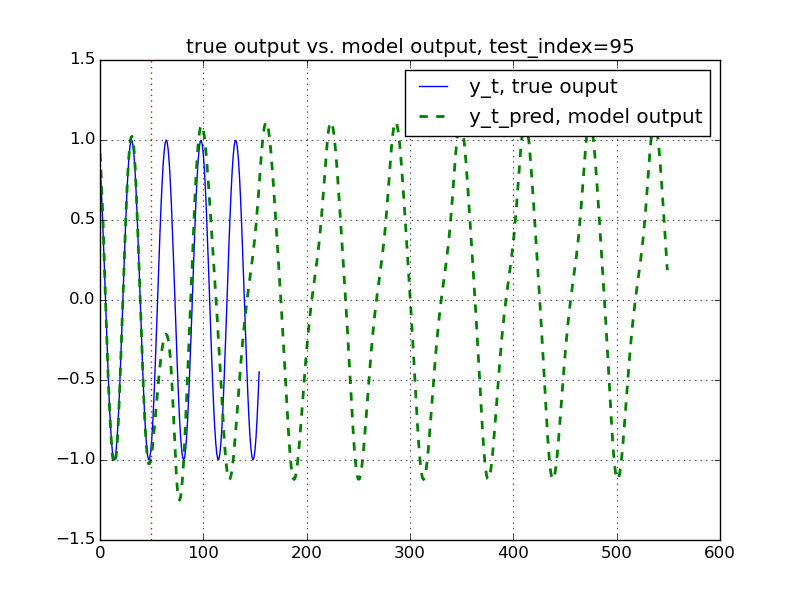 true output vs. model output, test_index=95
y_t, true ouput
y_t_pred, model output
1.5
1.0
0.5
0.0
−0.5
−1.0
−1.5
0 100 200 300 400 500 600